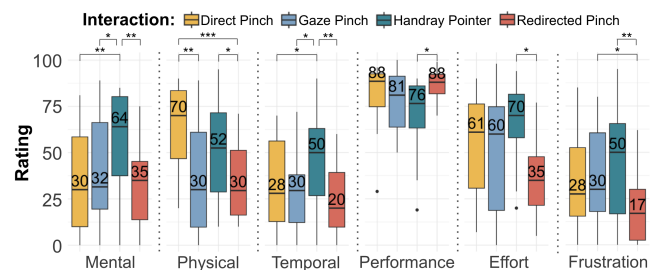 Interaction: Direct Pinch Gaze Pinch Handray Pointer Redirected Pinch
* ** *** * ** * **
** ** * * * * *
100
75
50
25
0
Rating
30 32 64 35
70 30 52 30
28 30 50 20
88 81 76 88
61 60 70 35
28 30 50 17
Mental Physical Temporal Performance Effort Frustration